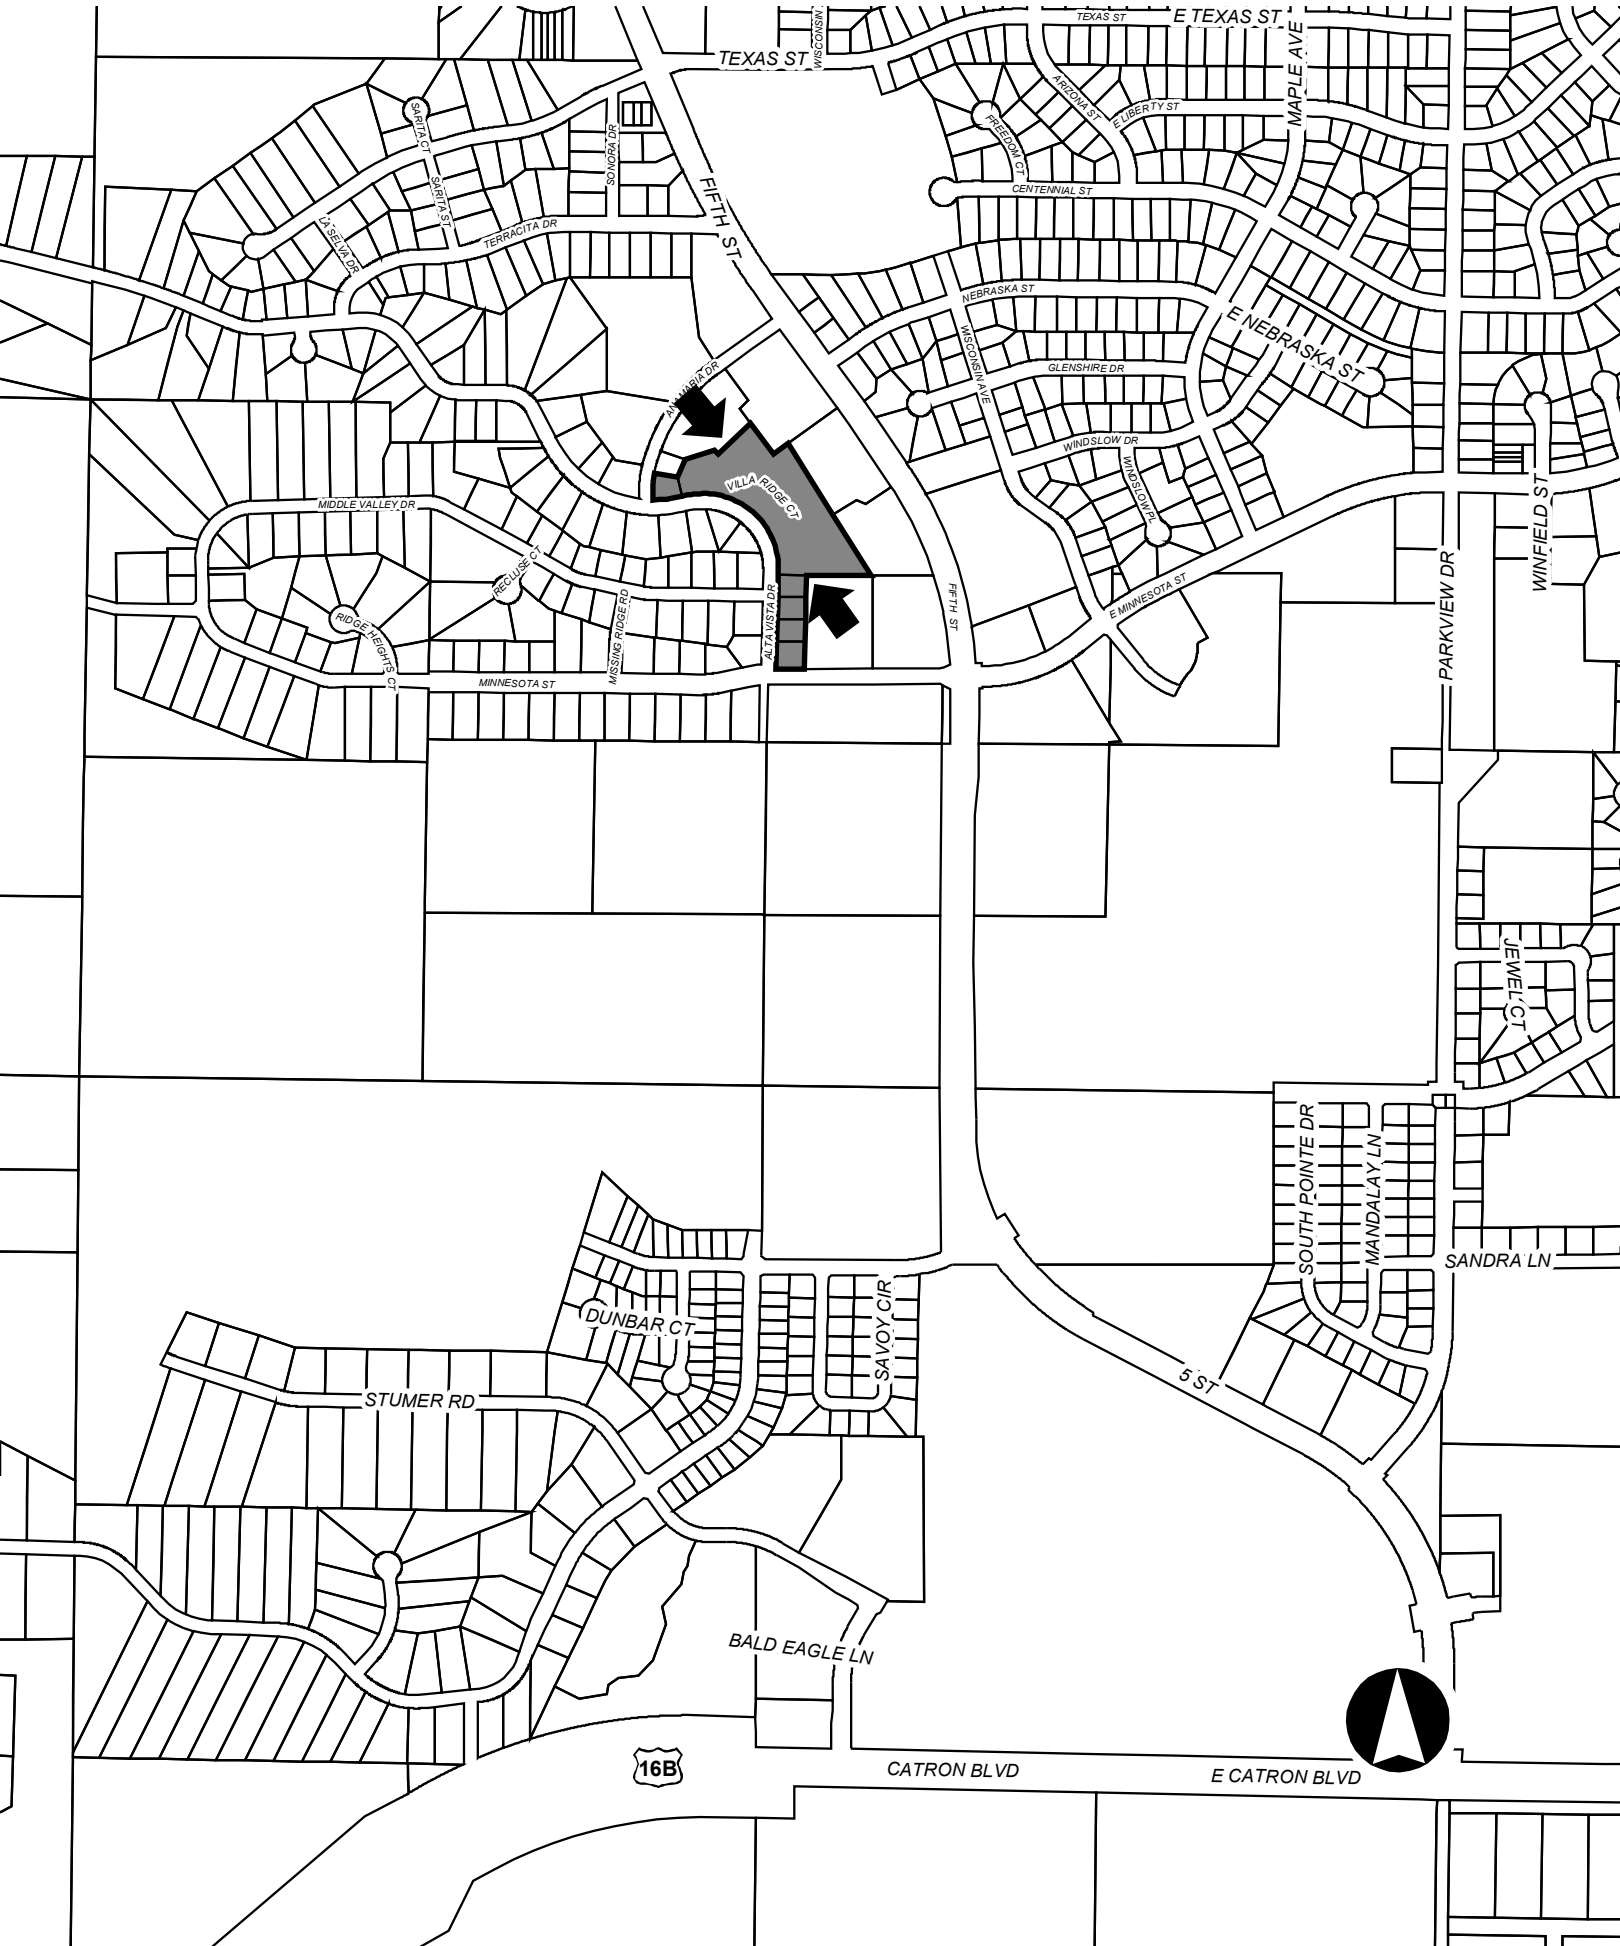 TEXAS ST
E TEXAS ST
WISCONSIN
TEXAS ST
MAPLE AVE
ARIZONA ST
E LIBERTY ST
SARITA CT
SONORA DR
FREEDOM CT
SARITA ST
FIFTH ST
CENTENNIAL ST
LA SELVA DR
TERRACITA DR
NEBRASKA ST
E NEBRASKA ST
WISCONSIN AVE
GLENSHIRE DR
ANAMARIA DR
WINDSLOW DR
VILLA RIDGE CT
WINDSLOW PL
MIDDLE VALLEY DR
WINFIELD ST
RECLUSE CT
PARKVIEW DR
E MINNESOTA ST
FIFTH ST
ALTA VISTA DR
MISSING RIDGE RD
RIDGE HEIGHTS CT
MINNESOTA ST
JEWEL CT
SOUTH POINTE DR
MANDALAY LN
SANDRA LN
DUNBAR CT
SAVOY CIR
5 ST
STUMER RD
BALD EAGLE LN
16B
CATRON BLVD
E CATRON BLVD